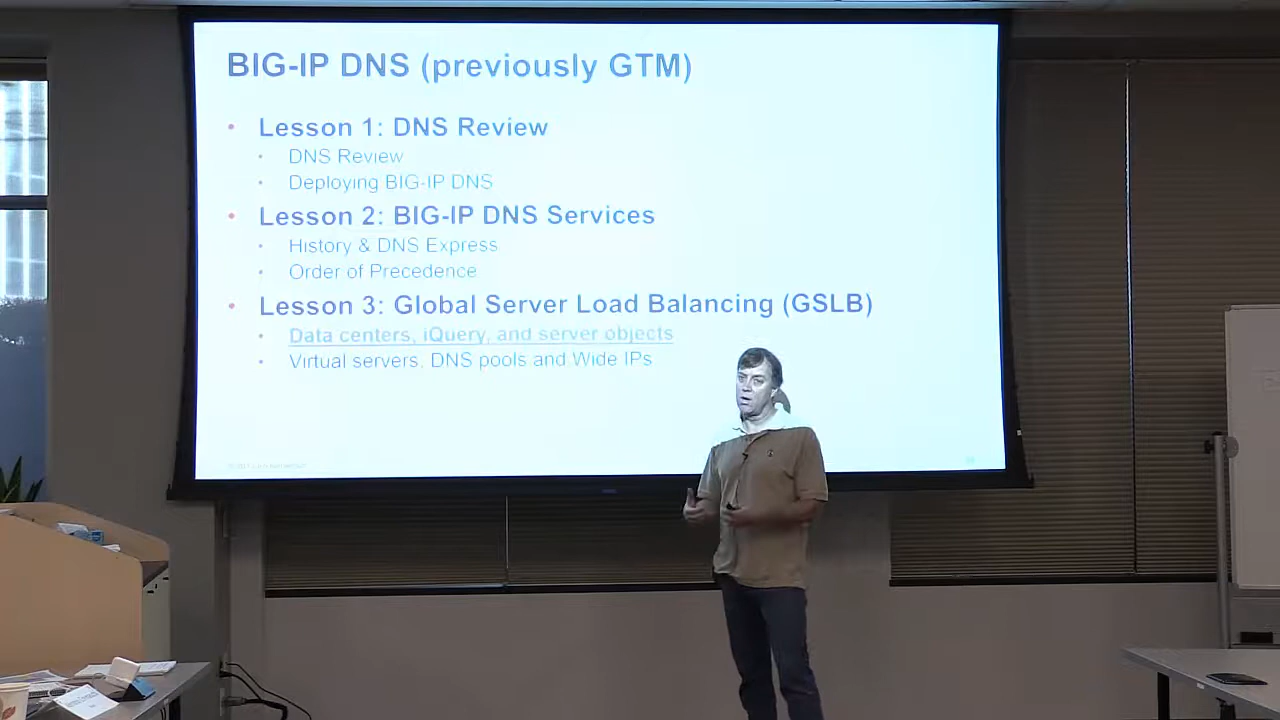 BIG-IP DNS (previously GTM)
• Lesson 1: DNS Review
• DNS Review
• Deploying BIG-IP DNS
• Lesson 2: BIG-IP DNS Services
• History & DNS Express
• Order of Precedence
• Lesson 3: Global Server Load Balancing (GSLB)
• Data centers, iQuery, and server objects
• Virtual servers, DNS pools and Wide IPs